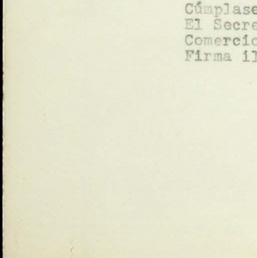 Cúmplase
El Secre
Comercio
Firma il